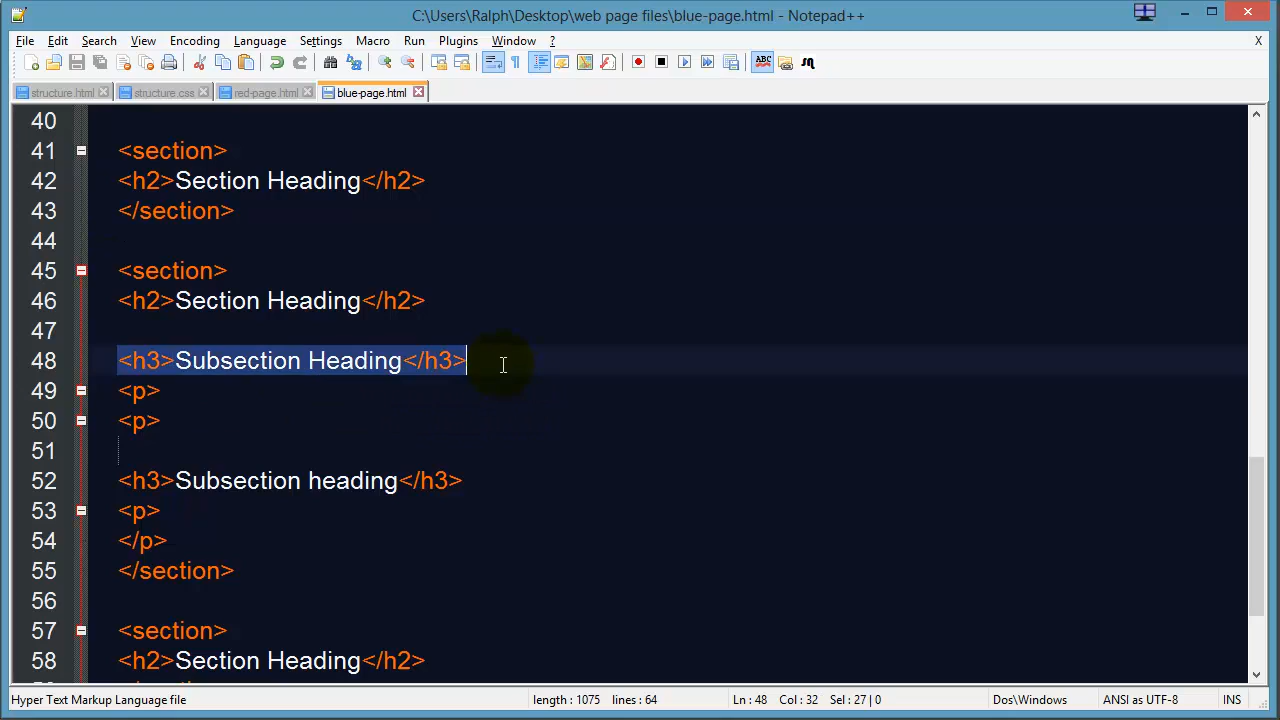 C:\Users\Ralph\Desktop\web page files\blue-page.html - Notepad++
File Edit Search View Encoding Language Settings Macro Run Plugins Window ? X
ABC
structure.html structure.css red-page.html blue-page.html
40
41 <section>
42 <h2>Section Heading</h2>
43 </section>
44
45 <section>
46 <h2>Section Heading</h2>
47
48 <h3>Subsection Heading</h3>
49 <p>
50 <p>
51
52 <h3>Subsection heading</h3>
53 <p>
54 </p>
55 </section>
56
57 <section>
58 <h2>Section Heading</h2>
Hyper Text Markup Language file length : 1075 lines : 64 Ln : 48 Col : 32 Sel : 27 | 0 Dos\Windows ANSI as UTF-8 INS